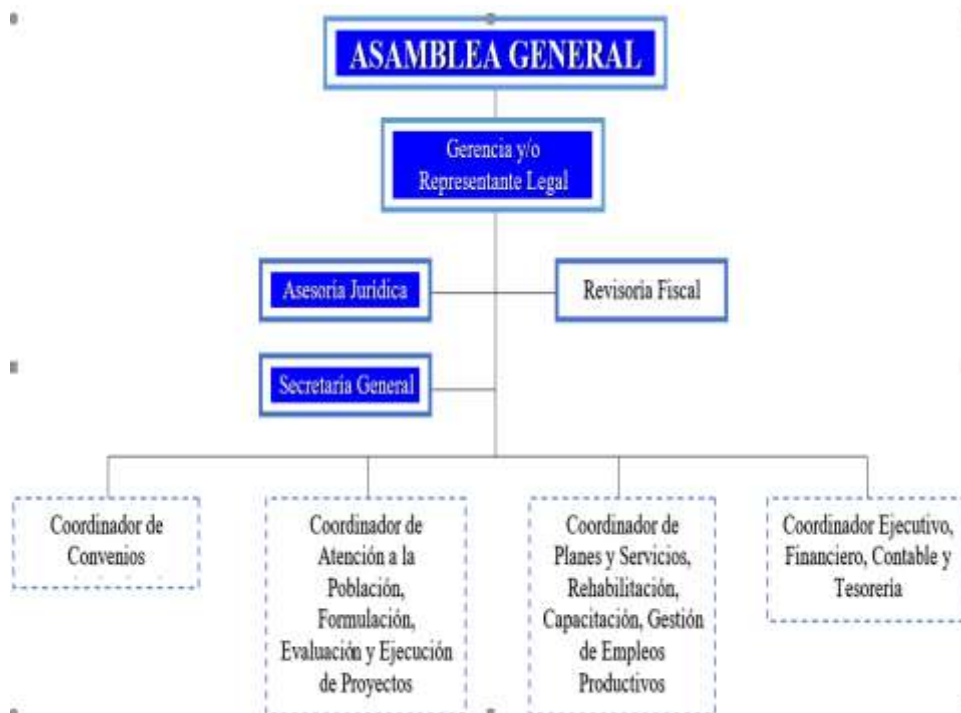 ASAMBLEA GENERAL
Gerencia y/o
Representante Legal
Asesoría Jurídica
Revisoria Fiscal
Secretaría General
Coordinador de
Convenios
Coordinador de
Atención a la
Población,
Formulación,
Evaluación y Ejecución
de Proyectos
Coordinador de
Planes y Servicios,
Rehabilitación,
Capacitación, Gestión
de Empleos
Productivos
Coordinador Ejecutivo,
Financiero, Contable y
Tesorería